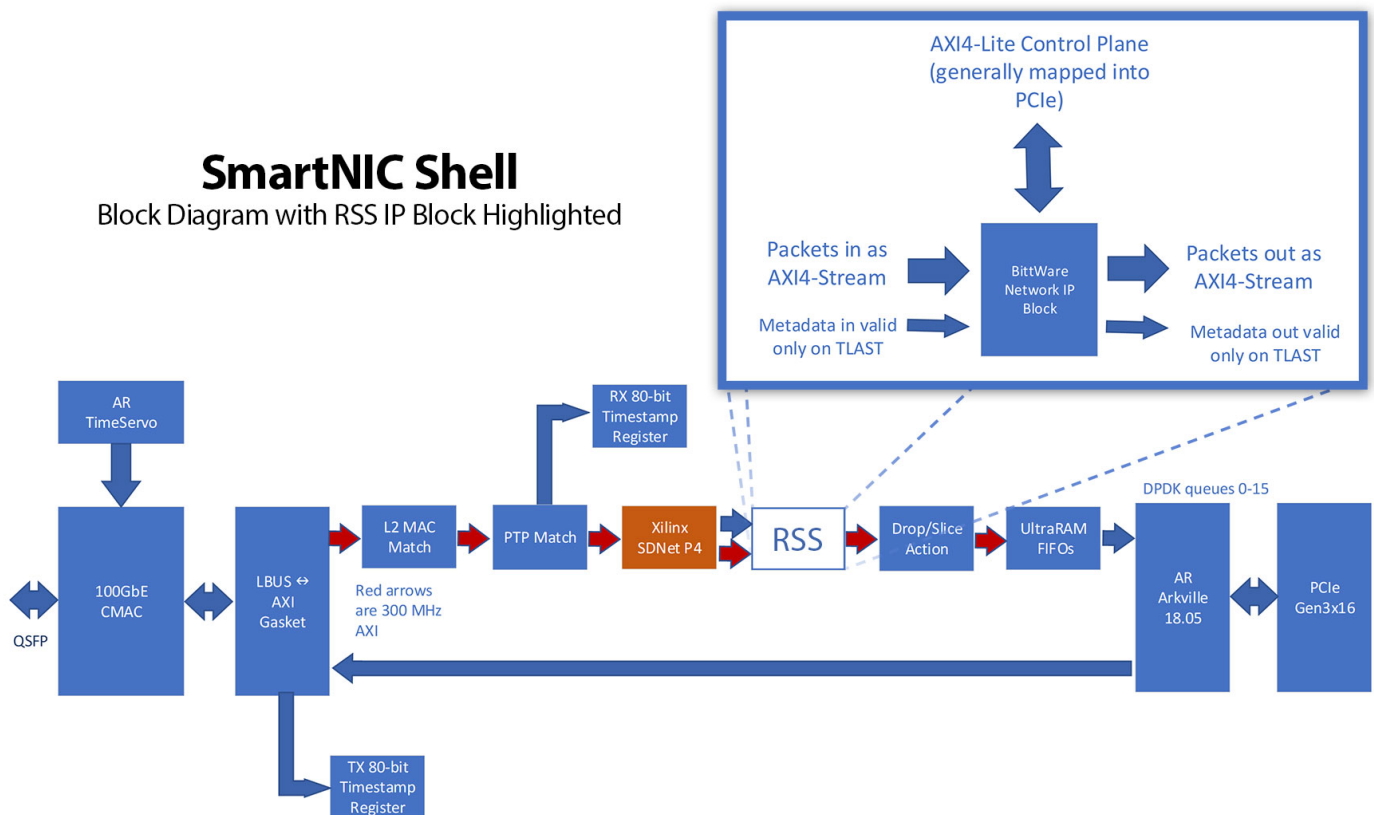 SmartNIC Shell
Block Diagram with RSS IP Block Highlighted
AXI4-Lite Control Plane
(generally mapped into
PCIe)
Packets in as
AXI4-Stream
Metadata in valid
only on TLAST
BittWare
Network IP
Block
Packets out as
AXI4-Stream
Metadata out valid
only on TLAST
AR
TimeServo
RX 80-bit
Timestamp
Register
QSFP
100GbE
CMAC
LBUS ↔
AXI
Gasket
L2 MAC
Match
Red arrows
are 300 MHz
AXI
PTP Match
Xilinx
SDNet P4
RSS
Drop/Slice
Action
UltraRAM
FIFOs
DPDK queues 0-15
AR
Arkville
18.05
PCIe
Gen3x16
TX 80-bit
Timestamp
Register